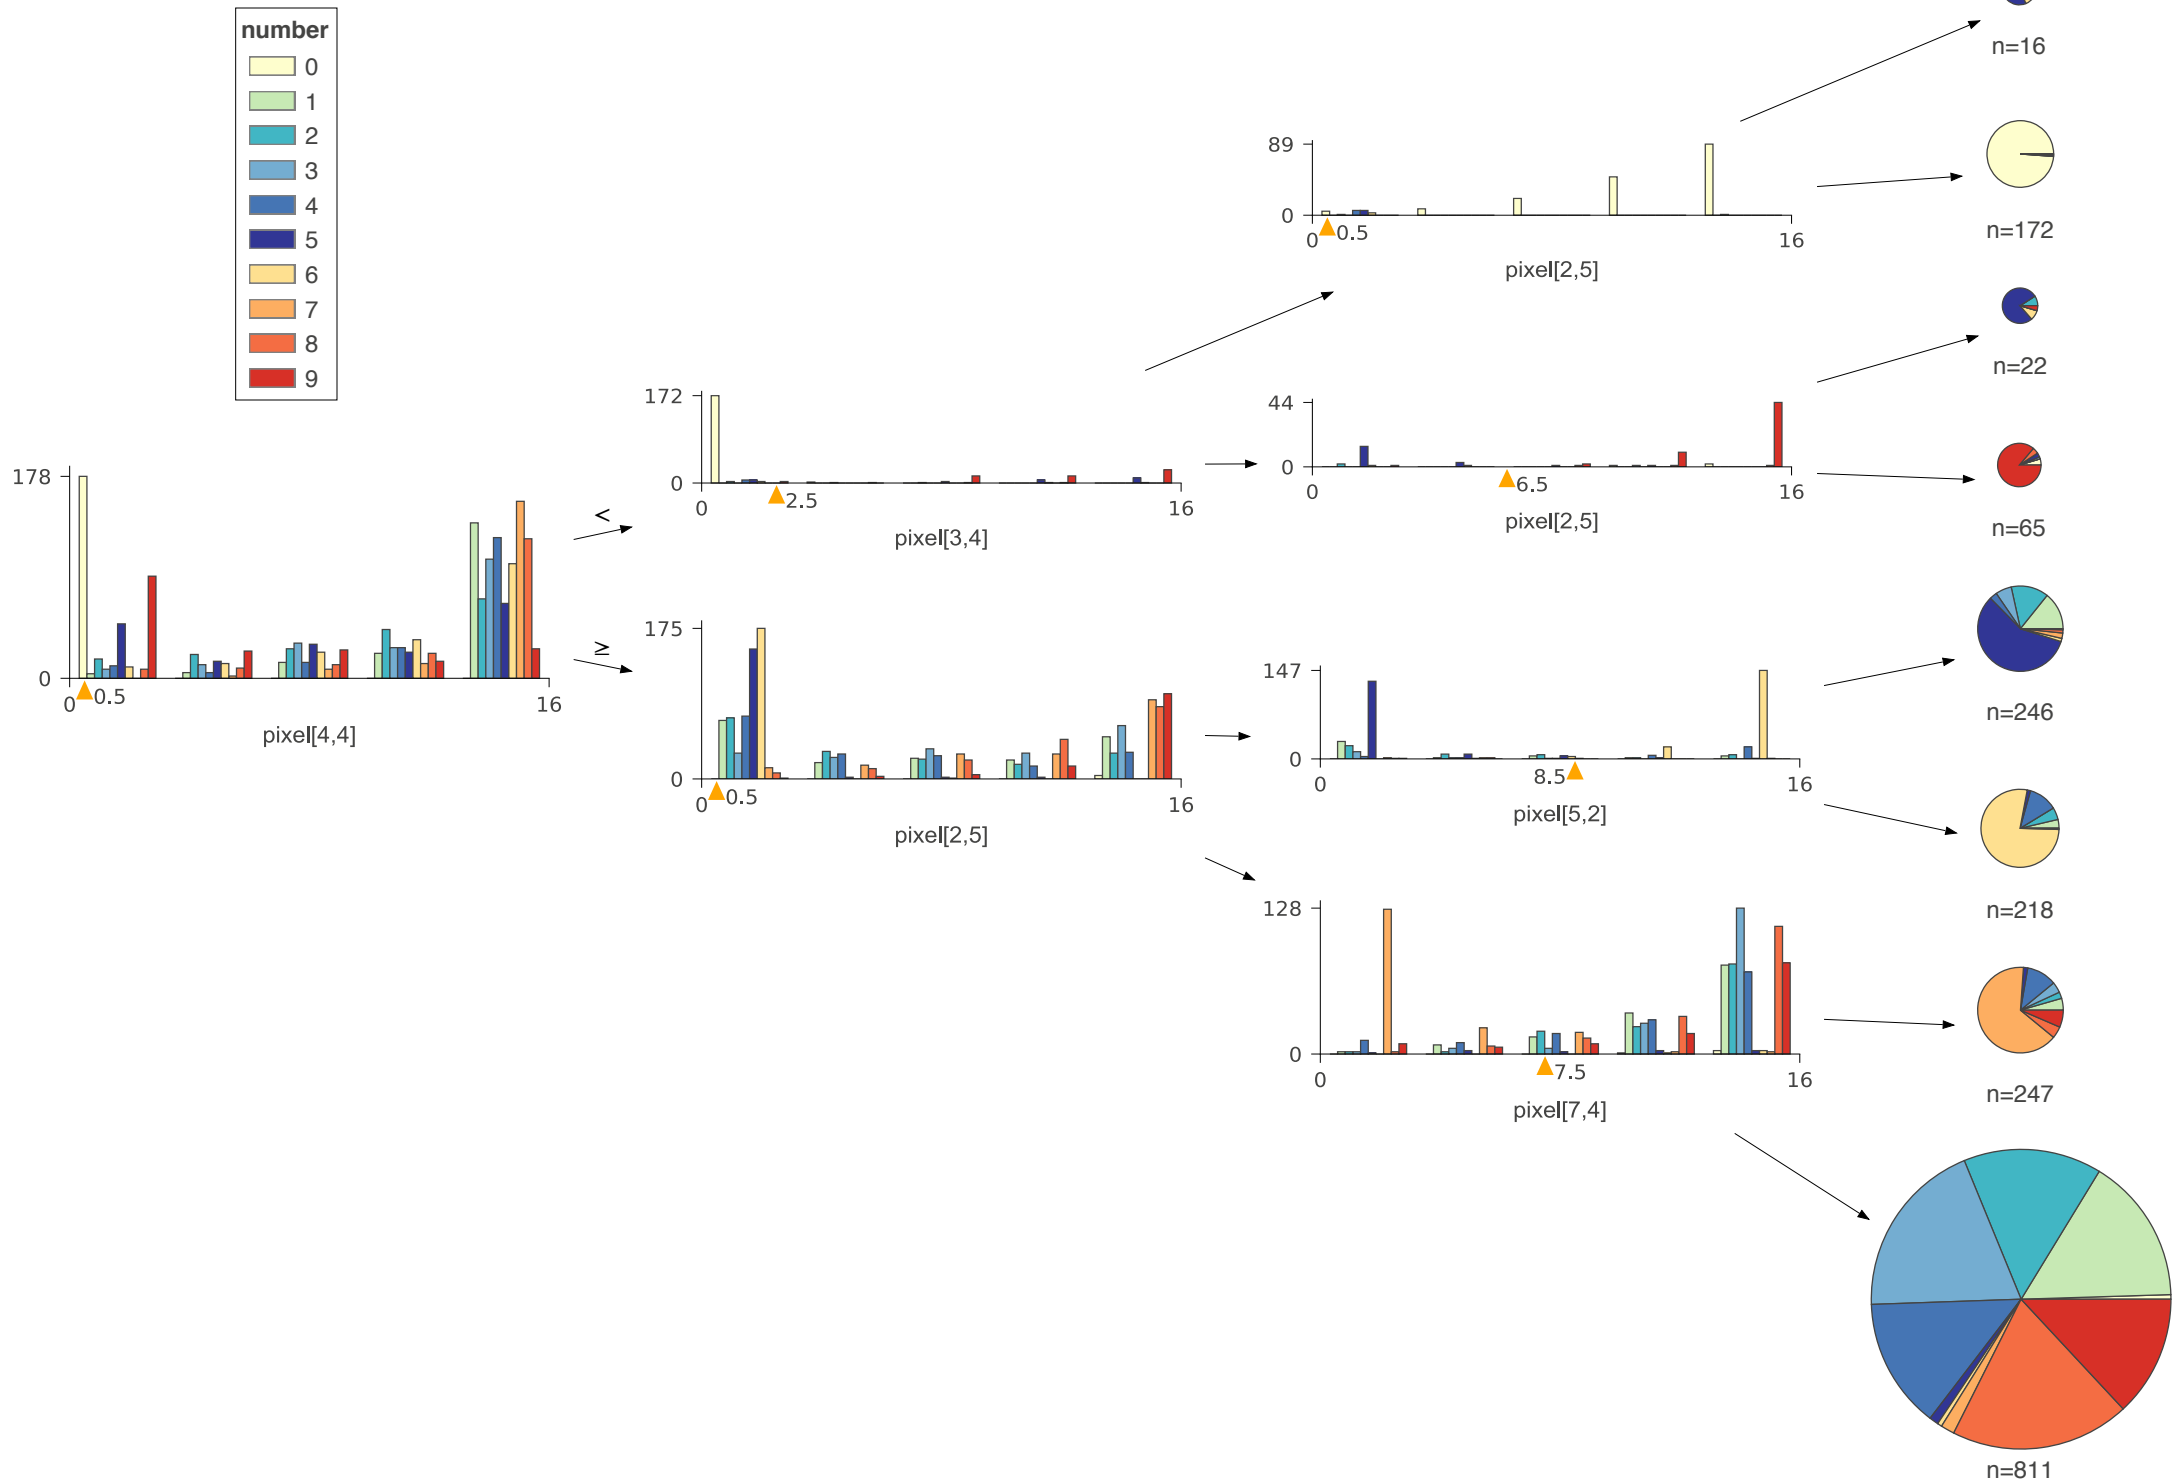 number
0
1
2
3
4
5
6
7
8
9
n=16
89
0
0 0.5 16
pixel[2,5]
n=172
172
0
0 2.5 16
pixel[3,4]
44
0
0 6.5 16
pixel[2,5]
n=22
n=65
178
0
0 0.5 16
pixel[4,4]
<
≥
175
0
0 0.5 16
pixel[2,5]
147
0
0 8.5 16
pixel[5,2]
n=246
n=218
128
0
0 7.5 16
pixel[7,4]
n=247
n=811